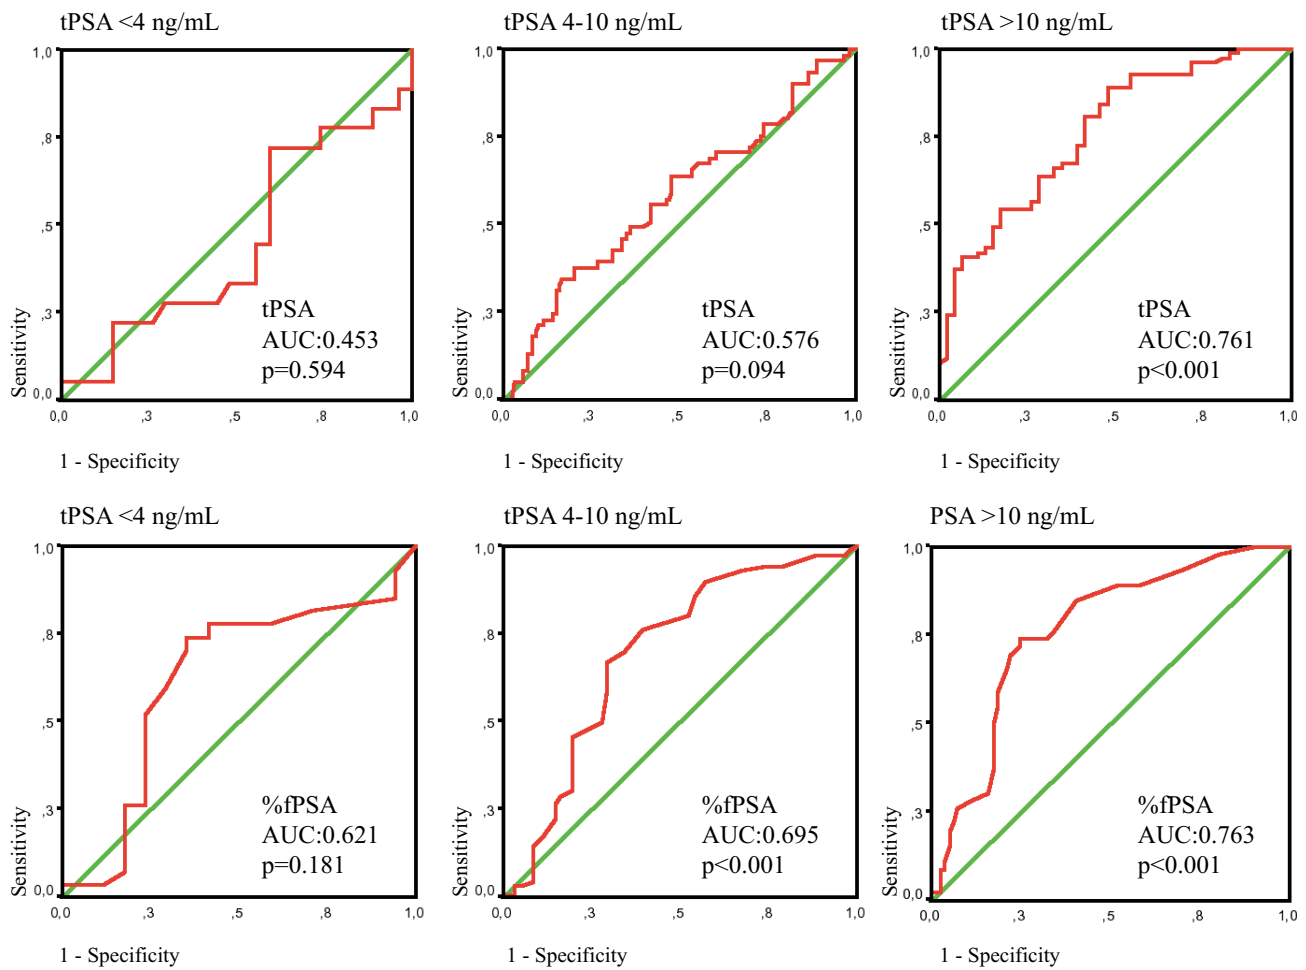 tPSA <4 ng/mL
1,0
,8
,5
,3
0,0
Sensitivity
tPSA
AUC:0.453
p=0.594
0,0 ,3 ,5 ,8 1,0
1 - Specificity
tPSA 4-10 ng/mL
1,0
,8
,5
,3
0,0
Sensitivity
tPSA
AUC:0.576
p=0.094
0,0 ,3 ,5 ,8 1,0
1 - Specificity
tPSA >10 ng/mL
1,0
,8
,5
,3
0,0
Sensitivity
tPSA
AUC:0.761
p<0.001
0,0 ,3 ,5 ,8 1,0
1 - Specificity
tPSA <4 ng/mL
1,0
,8
,5
,3
0,0
Sensitivity
%fPSA
AUC:0.621
p=0.181
0,0 ,3 ,5 ,8 1,0
1 - Specificity
tPSA 4-10 ng/mL
1,0
,8
,5
,3
0,0
Sensitivity
%fPSA
AUC:0.695
p<0.001
0,0 ,3 ,5 ,8 1,0
1 - Specificity
PSA >10 ng/mL
1,0
,8
,5
,3
0,0
Sensitivity
%fPSA
AUC:0.763
p<0.001
0,0 ,3 ,5 ,8 1,0
1 - Specificity